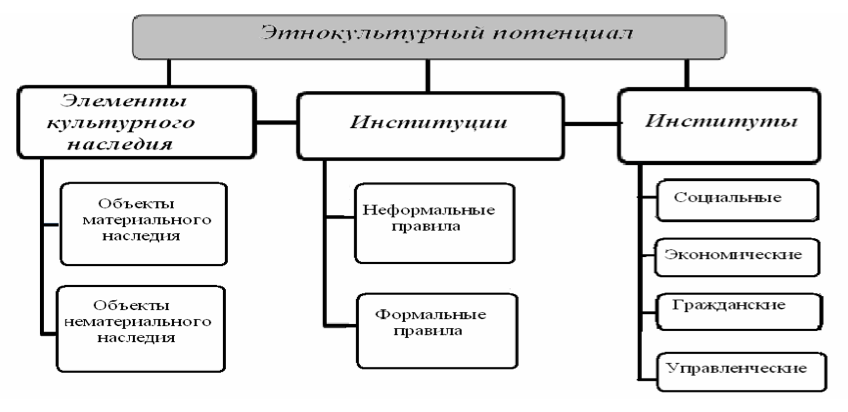 Этнокультурный потенциал
Элементы
культурного
наследия
Институции
Институты
Объекты
материального
наследия
Объекты
нематериального
наследия
Неформальные
правила
Формальные
правила
Социальные
Экономические
Гражданские
Управленческие